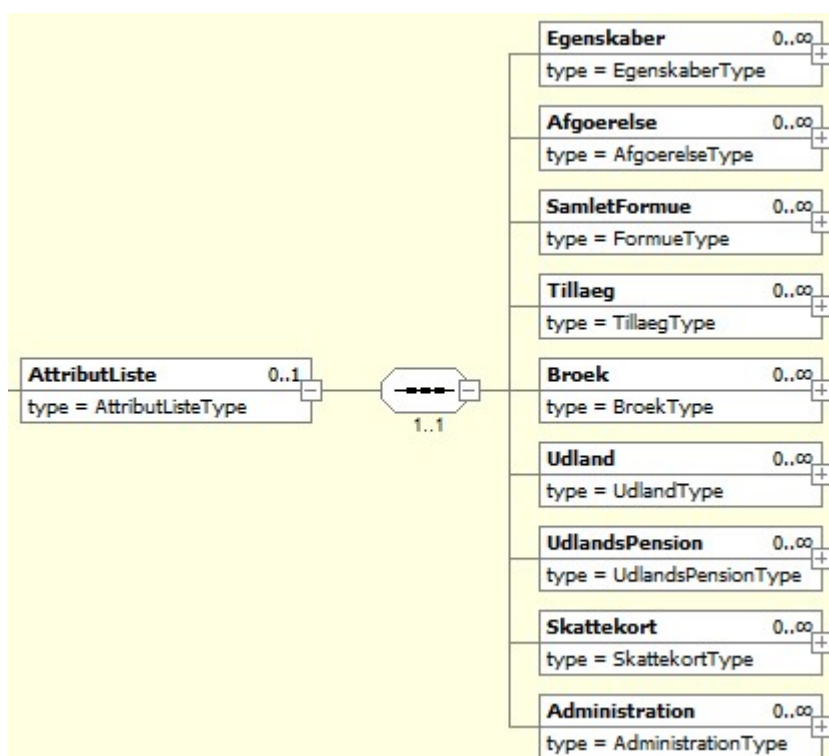 Egenskaber 0..∞
type = EgenskaberType
Afgoerelse 0..∞
type = AfgoerelseType
SamletFormue 0..∞
type = FormueType
Tillaeg 0..∞
type = TillaegType
AttributListe 0..1
type = AttributListeType
1..1
Broek 0..∞
type = BroekType
Udland 0..∞
type = UdlandType
UdlandsPension 0..∞
type = UdlandsPensionType
Skattekort 0..∞
type = SkattekortType
Administration 0..∞
type = AdministrationType